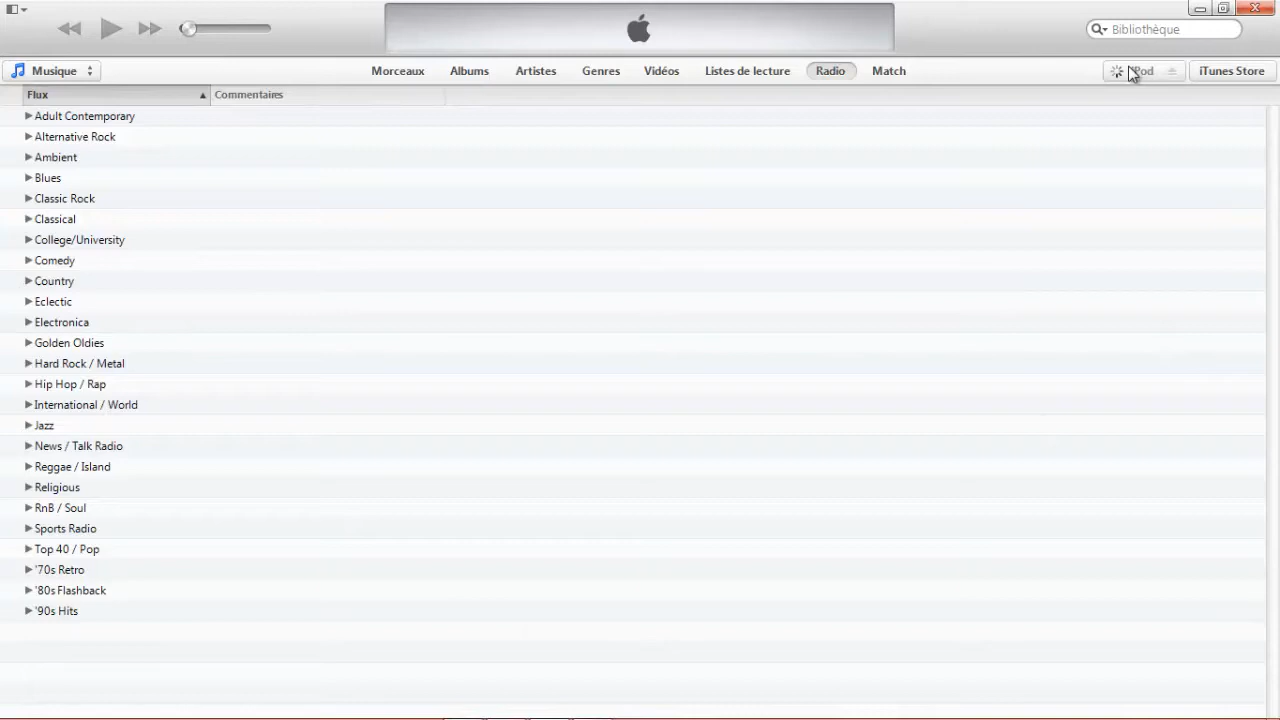 Bibliothèque
Musique Morceaux Albums Artistes Genres Vidéos Listes de lecture Radio Match iTunes Store
Flux Commentaires
Adult Contemporary
Alternative Rock
Ambient
Blues
Classic Rock
Classical
College/University
Comedy
Country
Eclectic
Electronica
Golden Oldies
Hard Rock / Metal
Hip Hop / Rap
International / World
Jazz
News / Talk Radio
Reggae / Island
Religious
RnB / Soul
Sports Radio
Top 40 / Pop
'70s Retro
'80s Flashback
'90s Hits